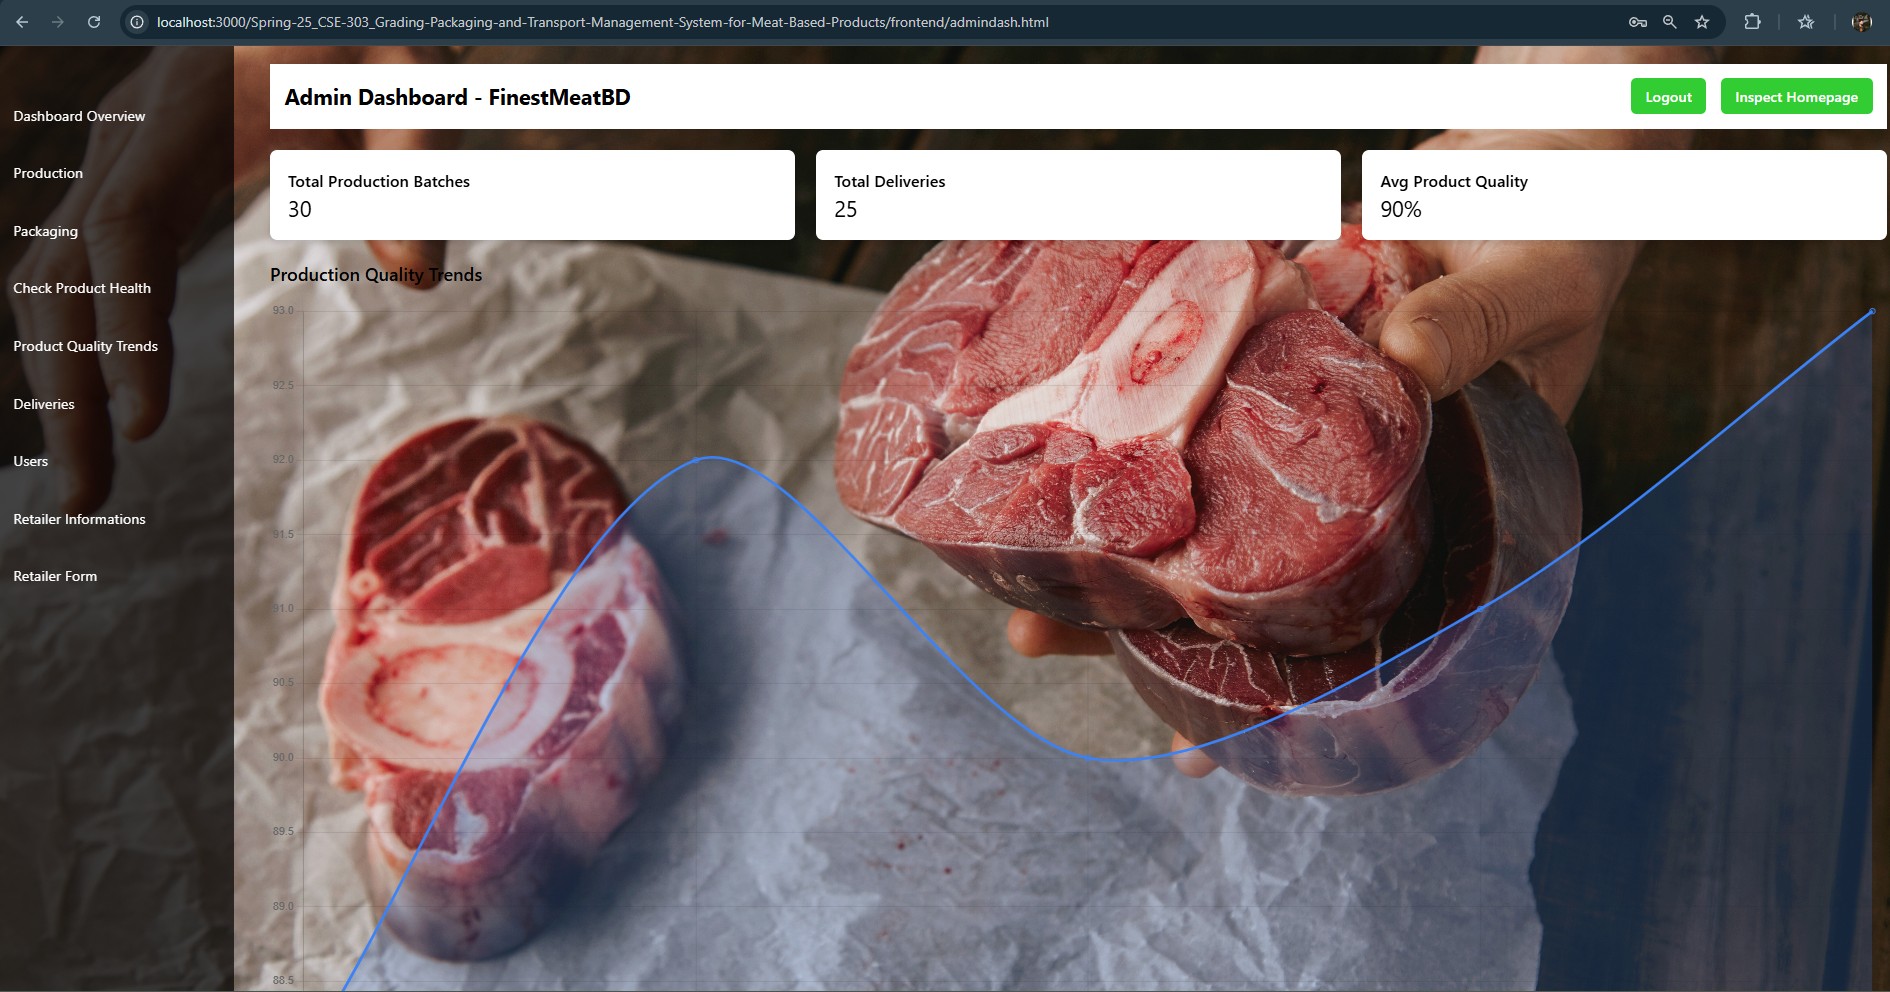 localhost:3000/Spring-25_CSE-303_Grading-Packaging-and-Transport-Management-System-for-Meat-Based-Products/frontend/admindash.html
Admin Dashboard - FinestMeatBD
Logout
Inspect Homepage
Dashboard Overview
Production
Packaging
Check Product Health
Product Quality Trends
Deliveries
Users
Retailer Informations
Retailer Form
Total Production Batches
30
Total Deliveries
25
Avg Product Quality
90%
Production Quality Trends
93.0
92.5
92.0
91.5
91.0
90.5
90.0
89.5
89.0
88.5